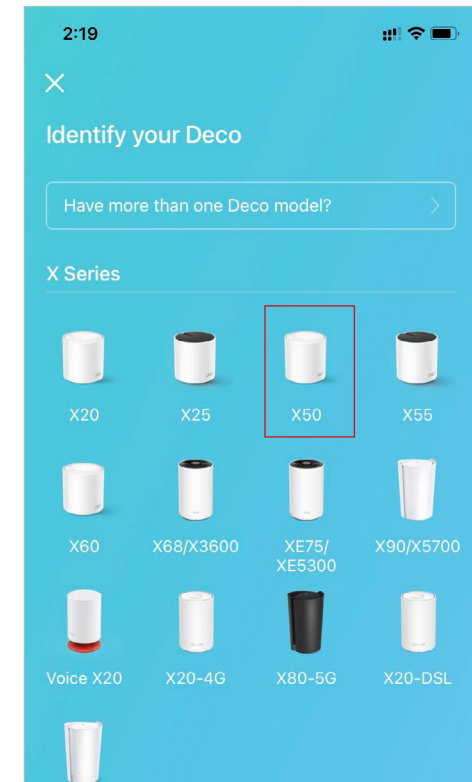 2:19
Identify your Deco
Have more than one Deco model?
X Series
X20
X25
X50
X55
X60
X68/X3600
XE75/
XE5300
X90/X5700
Voice X20
X20-4G
X80-5G
X20-DSL